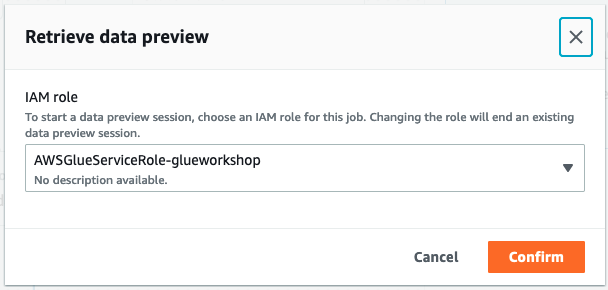 Retrieve data preview
IAM role
To start a data preview session, choose an IAM role for this job. Changing the role will end an existing
data preview session.
AWSGlueServiceRole-glueworkshop
No description available.
Cancel
Confirm